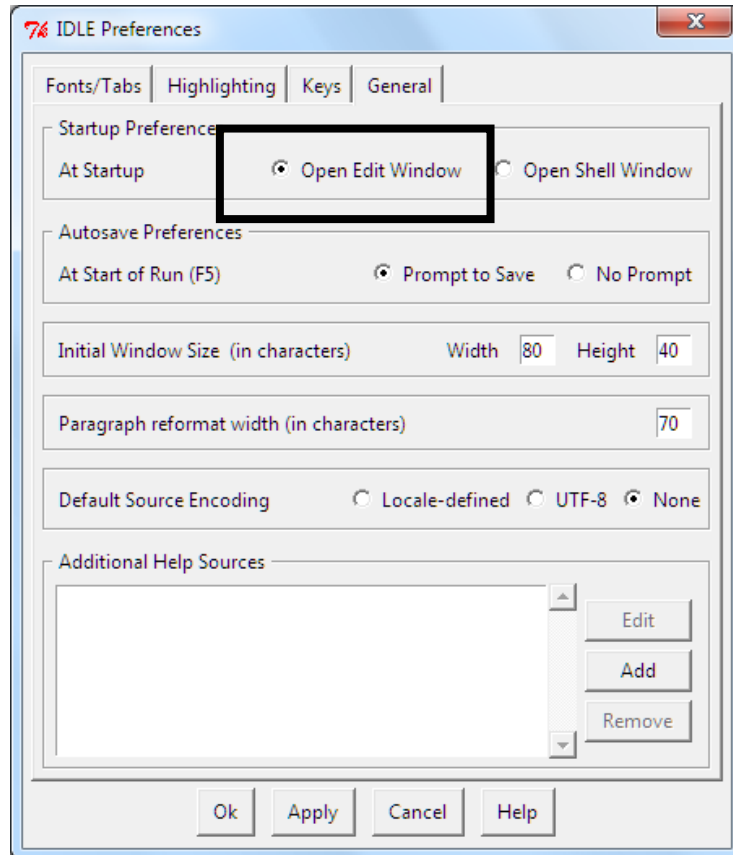 IDLE Preferences
Fonts/Tabs Highlighting Keys General
Startup Preference
At Startup Open Edit Window Open Shell Window
Autosave Preferences
At Start of Run (F5) Prompt to Save No Prompt
Initial Window Size (in characters) Width 80 Height 40
Paragraph reformat width (in characters) 70
Default Source Encoding Locale-defined UTF-8 None
Additional Help Sources
Edit
Add
Remove
Ok Apply Cancel Help